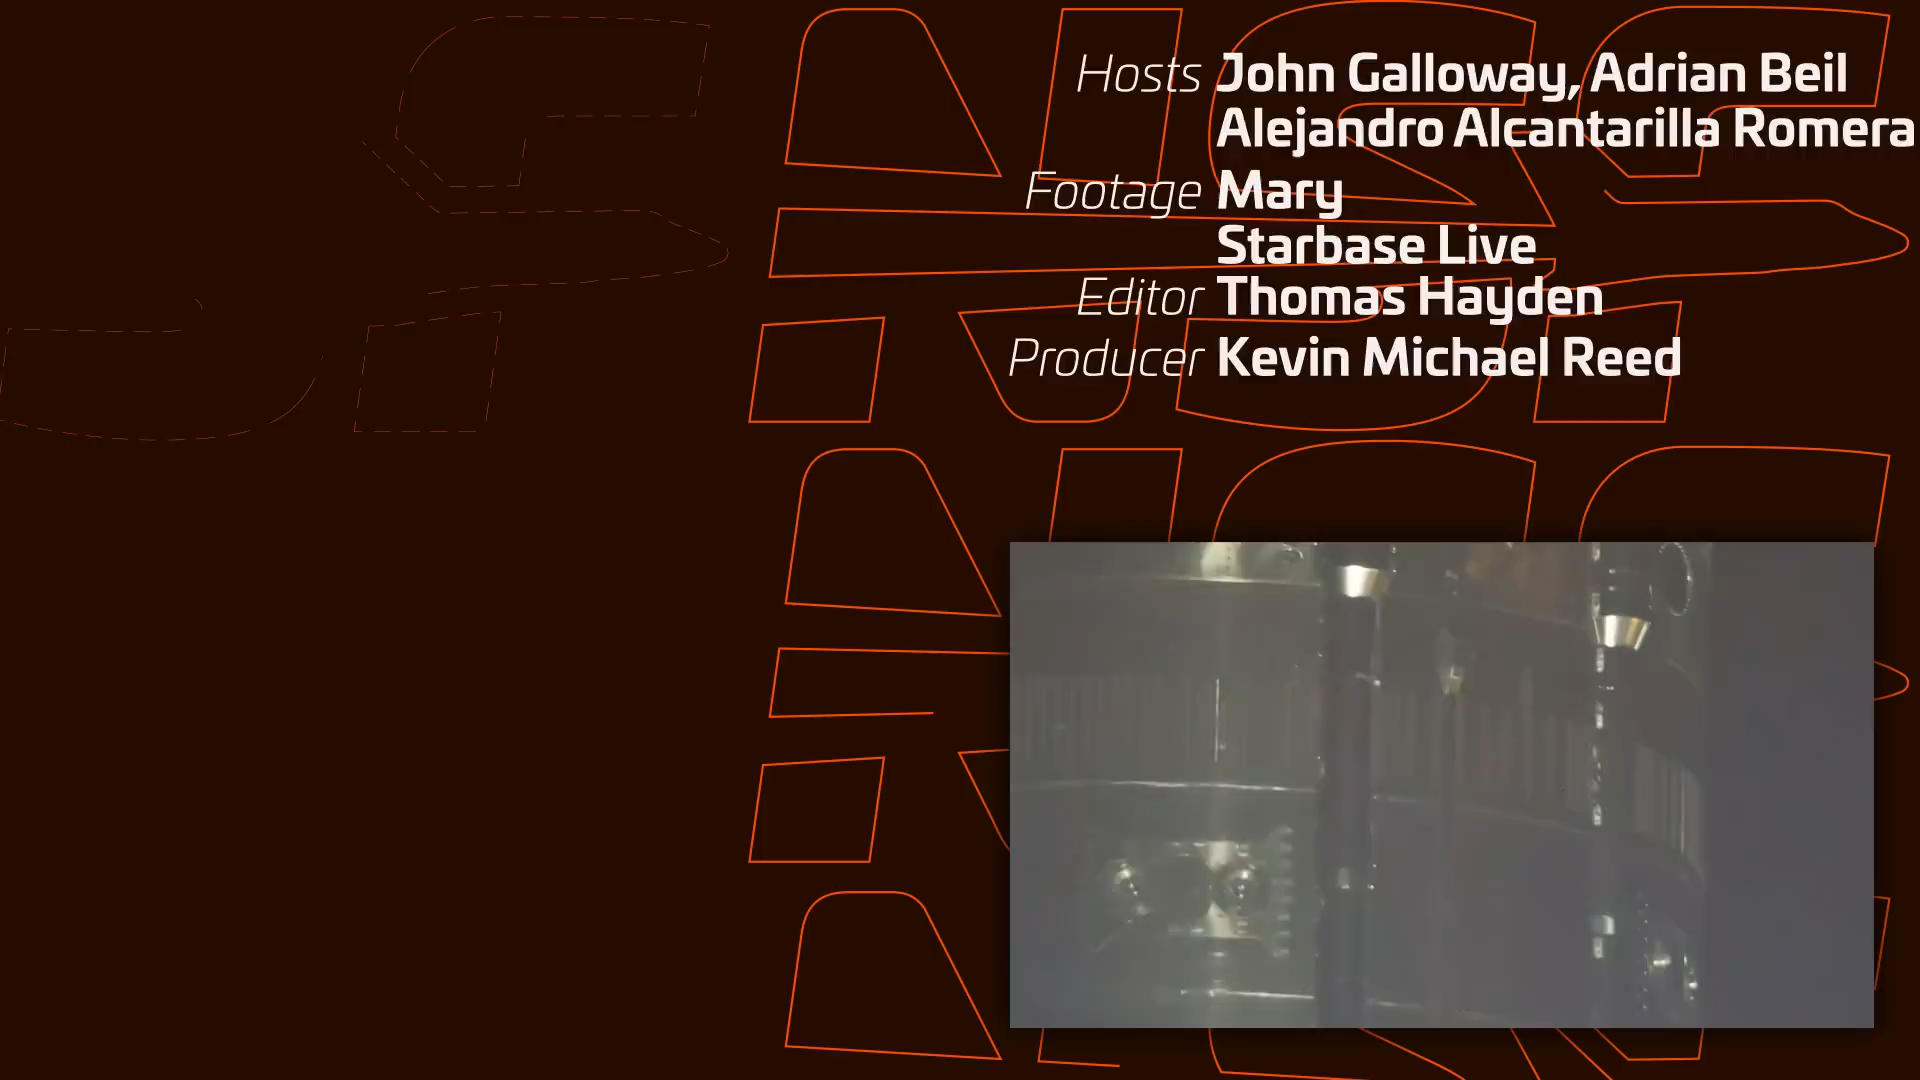 Hosts John Galloway, Adrian Beil
Alejandro Alcantarilla Romera
Footage Mary
Starbase Live
Editor Thomas Hayden
Producer Kevin Michael Reed